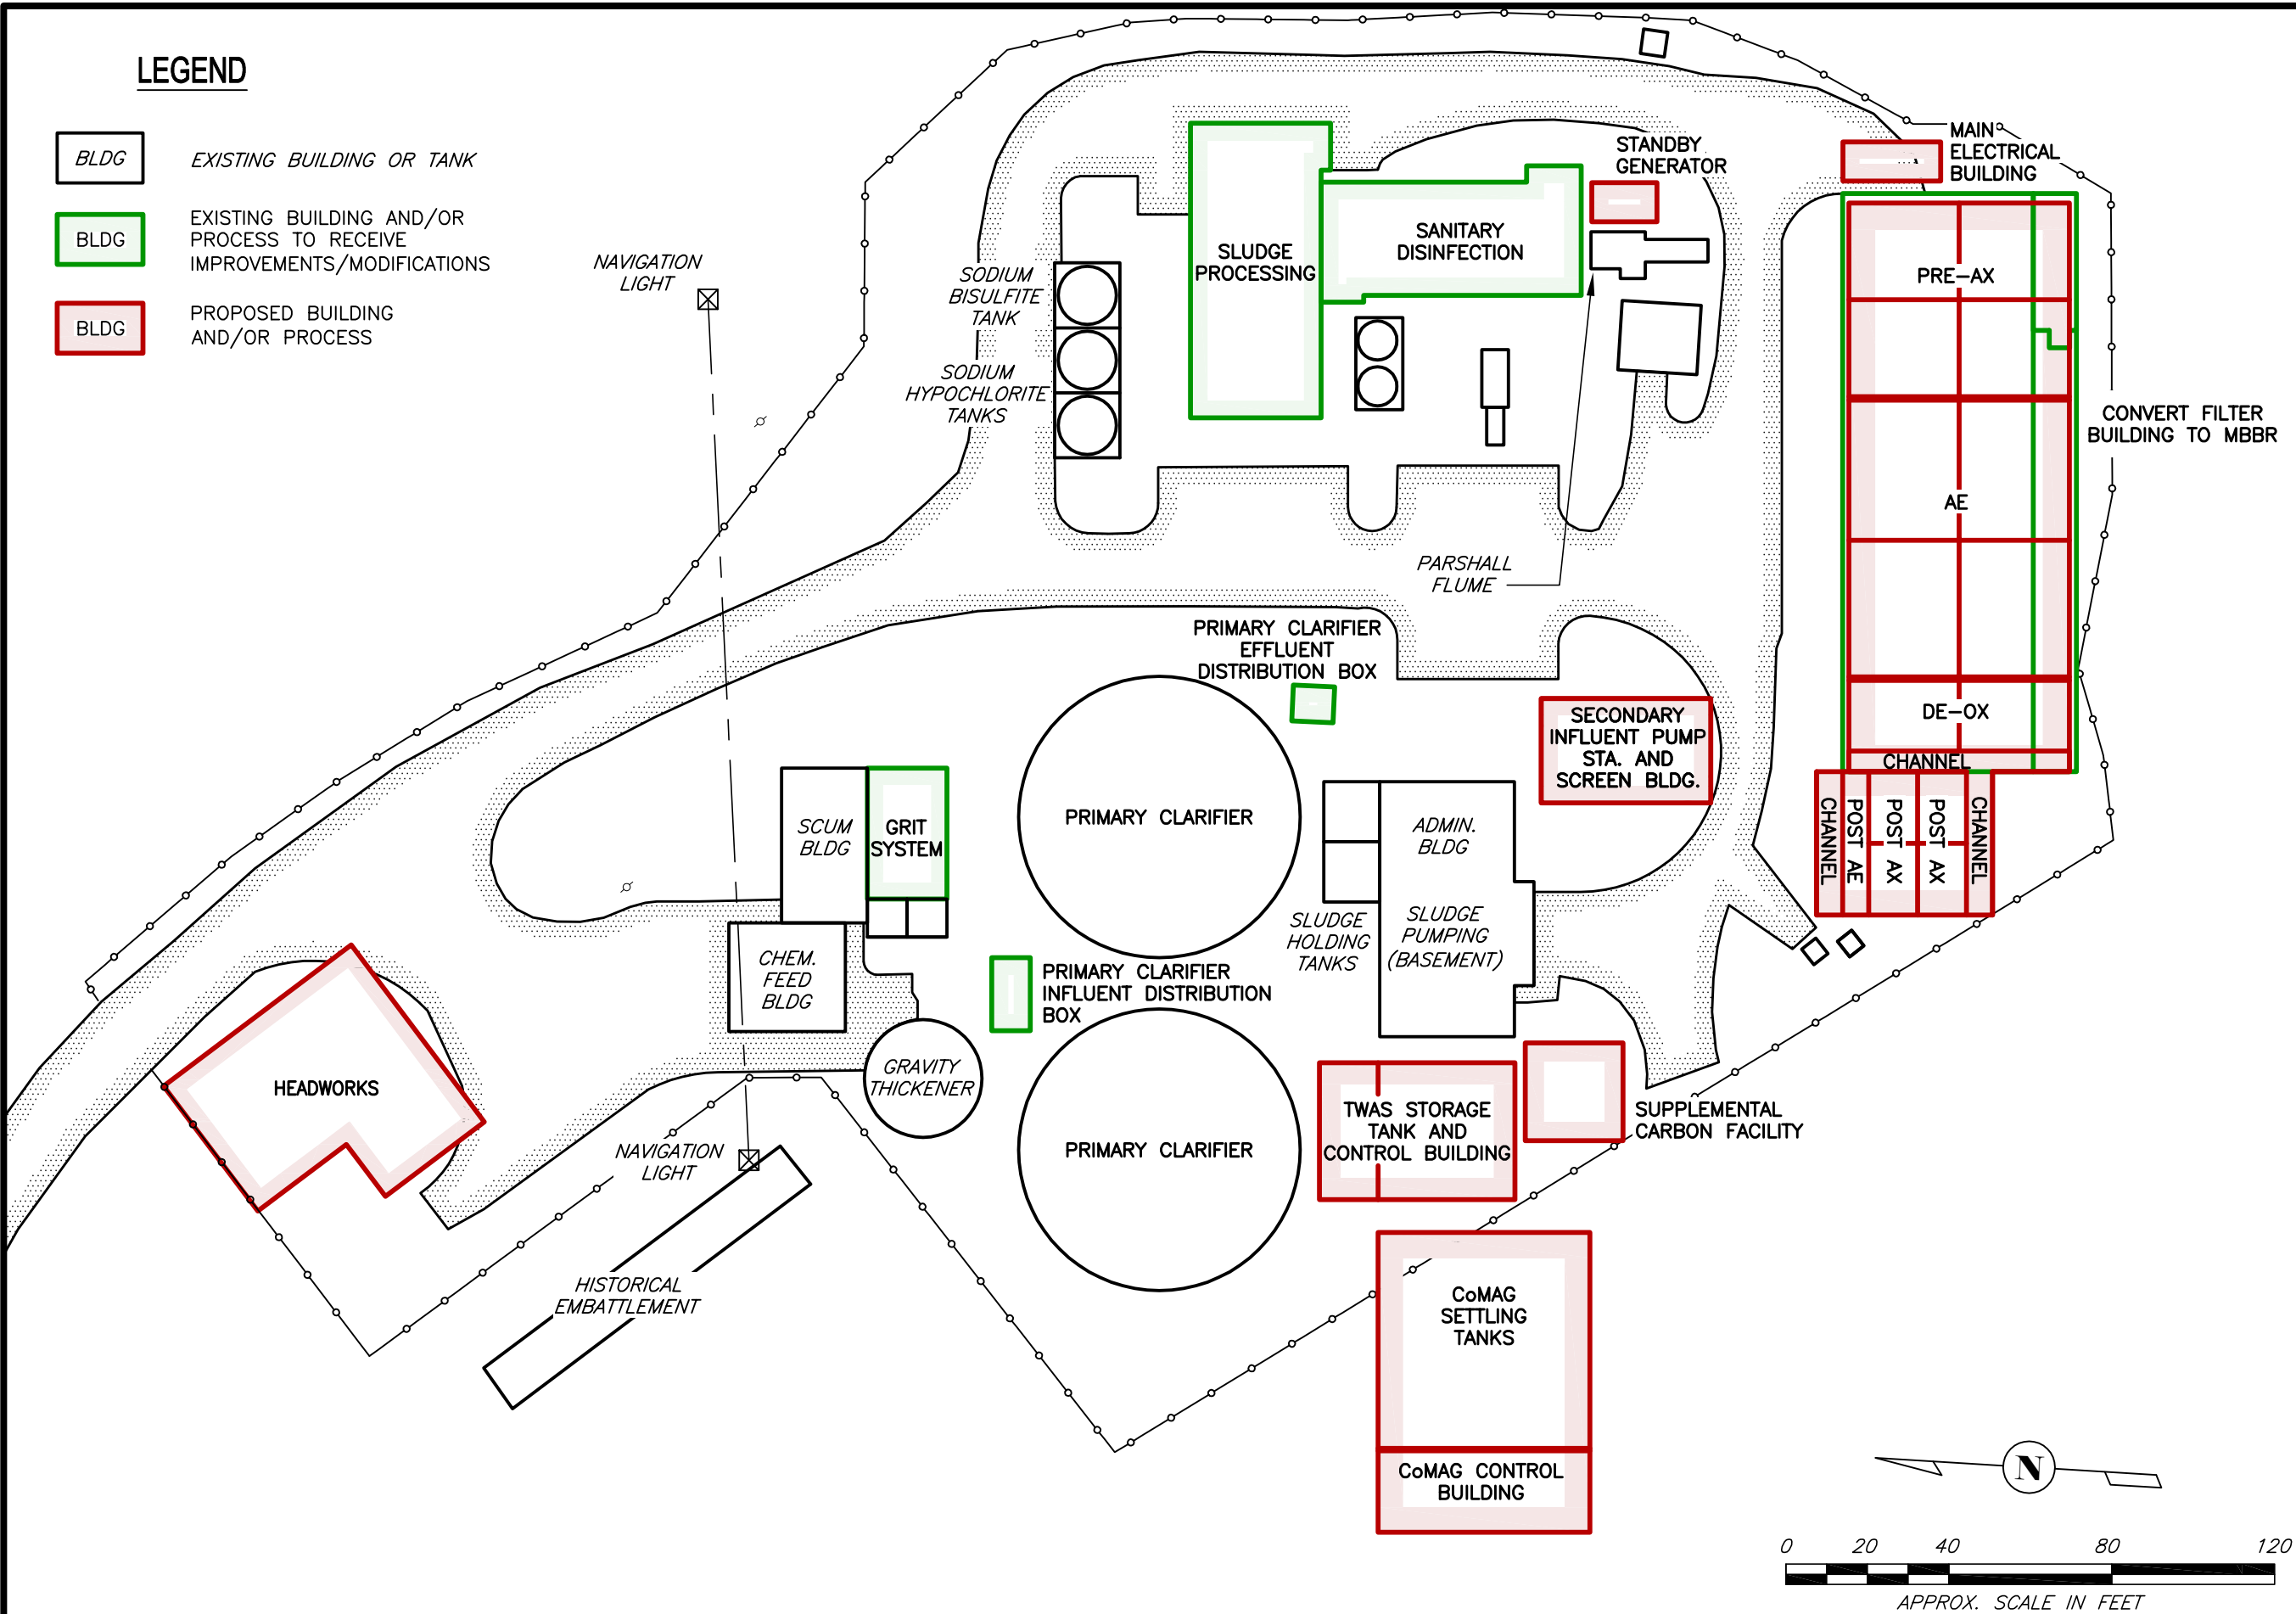 LEGEND
BLDG
EXISTING BUILDING OR TANK
BLDG
EXISTING BUILDING AND/OR
PROCESS TO RECEIVE
IMPROVEMENTS/MODIFICATIONS
BLDG
PROPOSED BUILDING
AND/OR PROCESS
NAVIGATION
LIGHT
SODIUM
BISULFITE
TANK
SODIUM
HYPOCHLORITE
TANKS
SLUDGE
PROCESSING
SANITARY
DISINFECTION
STANDBY
GENERATOR
MAIN
ELECTRICAL
BUILDING
PRE-AX
CONVERT FILTER
BUILDING TO MBBR
AE
PARSHALL
FLUME
DE-OX
CHANNEL
CHANNEL
POST AE
POST AX
POST AX
CHANNEL
PRIMARY CLARIFIER
EFFLUENT
DISTRIBUTION BOX
SECONDARY
INFLUENT PUMP
STA. AND
SCREEN BLDG.
PRIMARY CLARIFIER
SCUM
BLDG
GRIT
SYSTEM
ADMIN.
BLDG
SLUDGE
PUMPING
(BASEMENT)
SLUDGE
HOLDING
TANKS
CHEM.
FEED
BLDG
PRIMARY CLARIFIER
INFLUENT DISTRIBUTION
BOX
GRAVITY
THICKENER
HEADWORKS
PRIMARY CLARIFIER
TWAS STORAGE
TANK AND
CONTROL BUILDING
SUPPLEMENTAL
CARBON FACILITY
NAVIGATION
LIGHT
HISTORICAL
EMBATTLEMENT
CoMAG
SETTLING
TANKS
CoMAG CONTROL
BUILDING
N
0 20 40 80 120
APPROX. SCALE IN FEET